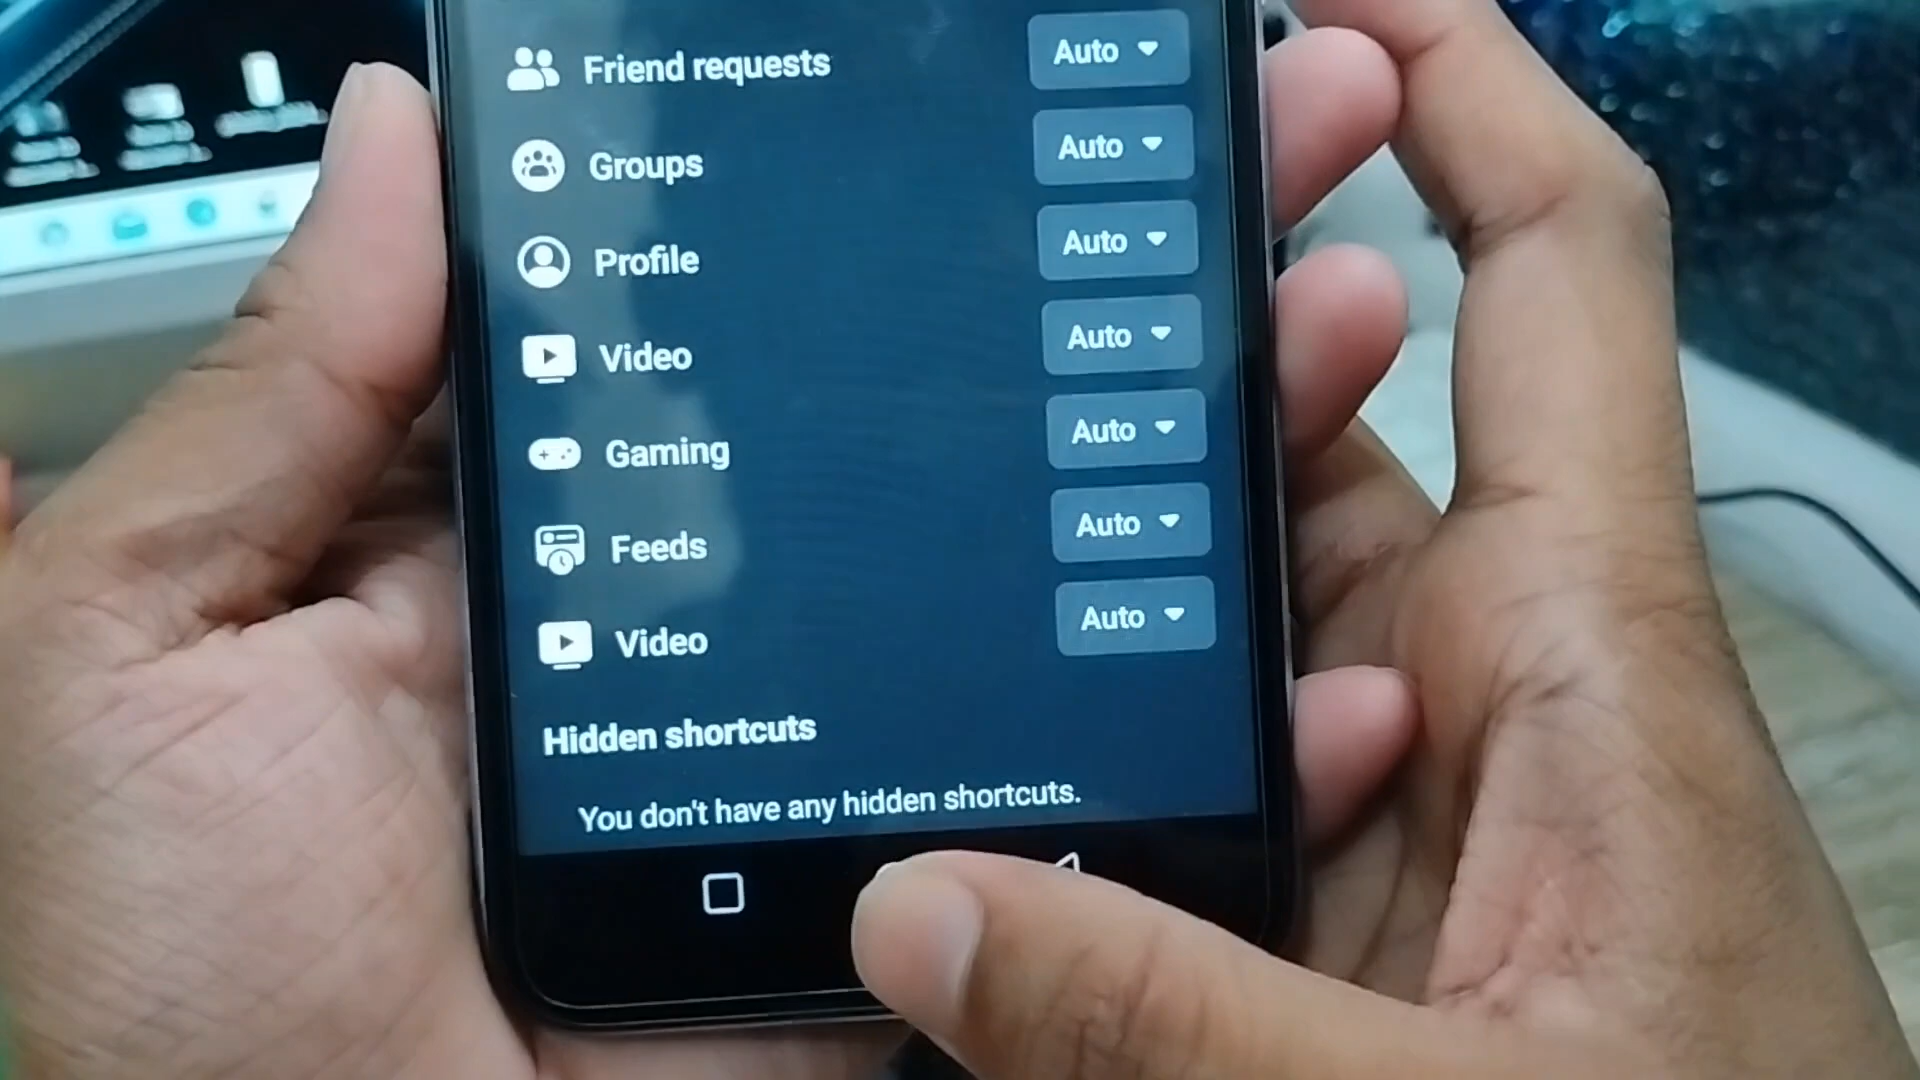 Friend requests Auto
Groups Auto
Profile Auto
Video Auto
Gaming Auto
Feeds Auto
Video Auto
Hidden shortcuts
You don't have any hidden shortcuts.